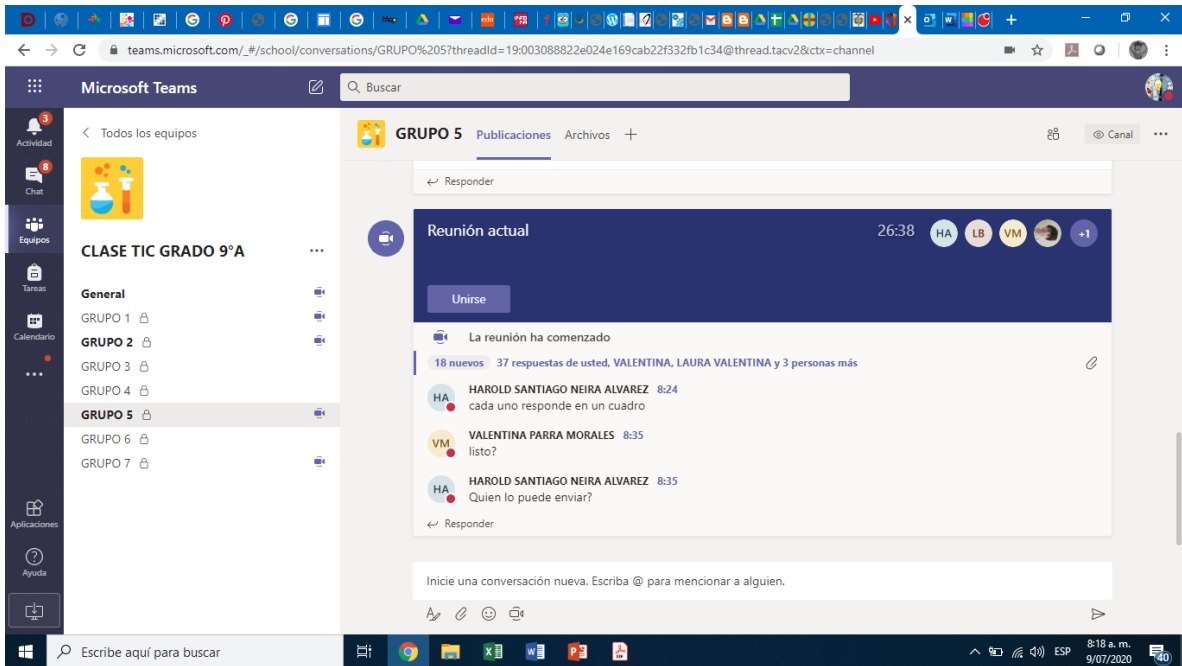 teams.microsoft.com/_#/school/conversations/GRUPO%205?threadId=19:003088822e024e169cab22f332fb1c34@thread.tacv2&ctx=channel
Microsoft Teams
Buscar
3
Actividad
8
Chat
Equipos
Tareas
Calendario
Aplicaciones
Ayuda
Todos los equipos
CLASE TIC GRADO 9°A
General
GRUPO 1
GRUPO 2
GRUPO 3
GRUPO 4
GRUPO 5
GRUPO 6
GRUPO 7
GRUPO 5 Publicaciones Archivos
Canal
Responder
Reunión actual 26:38 HA LB VM +1
Unirse
La reunión ha comenzado
18 nuevos 37 respuestas de usted, VALENTINA, LAURA VALENTINA y 3 personas más
HA HAROLD SANTIAGO NEIRA ALVAREZ 8:24
cada uno responde en un cuadro
VM VALENTINA PARRA MORALES 8:35
listo?
HA HAROLD SANTIAGO NEIRA ALVAREZ 8:35
Quien lo puede enviar?
Responder
Inicie una conversación nueva. Escriba @ para mencionar a alguien.
Escribe aquí para buscar
ESP
8:18 a. m.
9/07/2020
40